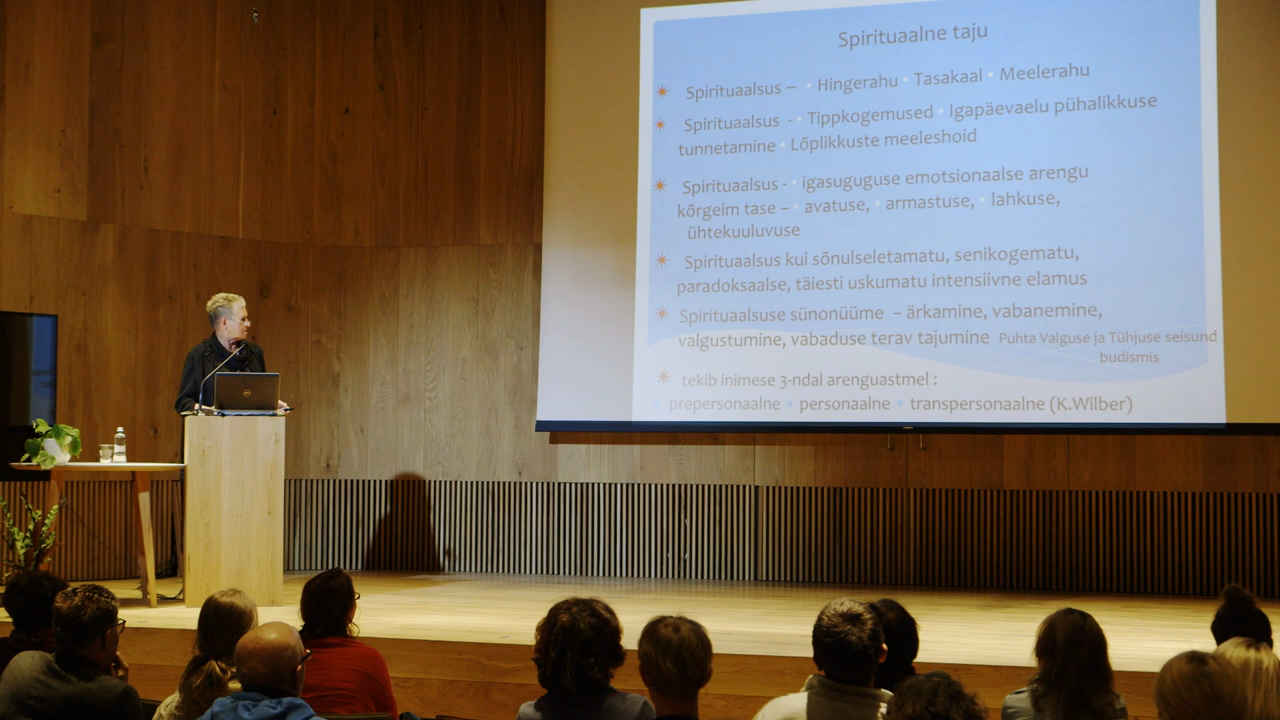 Spirituaalne taju
Spirituaalsus – • Hingerahu • Tasakaal • Meelerahu
Spirituaalsus - • Tippkogemused • Igapäevaelu pühalikkuse
tunnetamine • Lõplikkuste meeleshoid
Spirituaalsus - • igasuguguse emotsionaalse arengu
kõrgeim tase – • avatuse, • armastuse, • lahkuse,
ühtekuuluvuse
Spirituaalsus kui sõnulseletamatu, senikogematu,
paradoksaalse, täiesti uskumatu intensiivne elamus
Spirituaalsuse sünonüüme – ärkamine, vabanemine,
valgustumine, vabaduse terav tajumine Puhta Valguse ja Tühjuse seisund
budismis
tekib inimese 3-ndal arenguastmel :
• prepersonaalne • personaalne • transpersonaalne (K.Wilber)